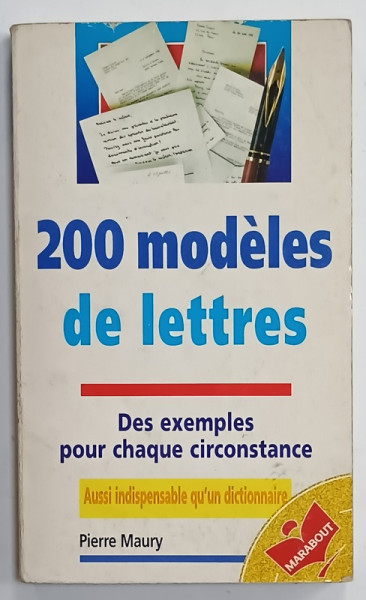 200 modèles
de lettres
Des exemples
pour chaque circonstance
Aussi indispensable qu'un dictionnaire
Pierre Maury
MARABOUT